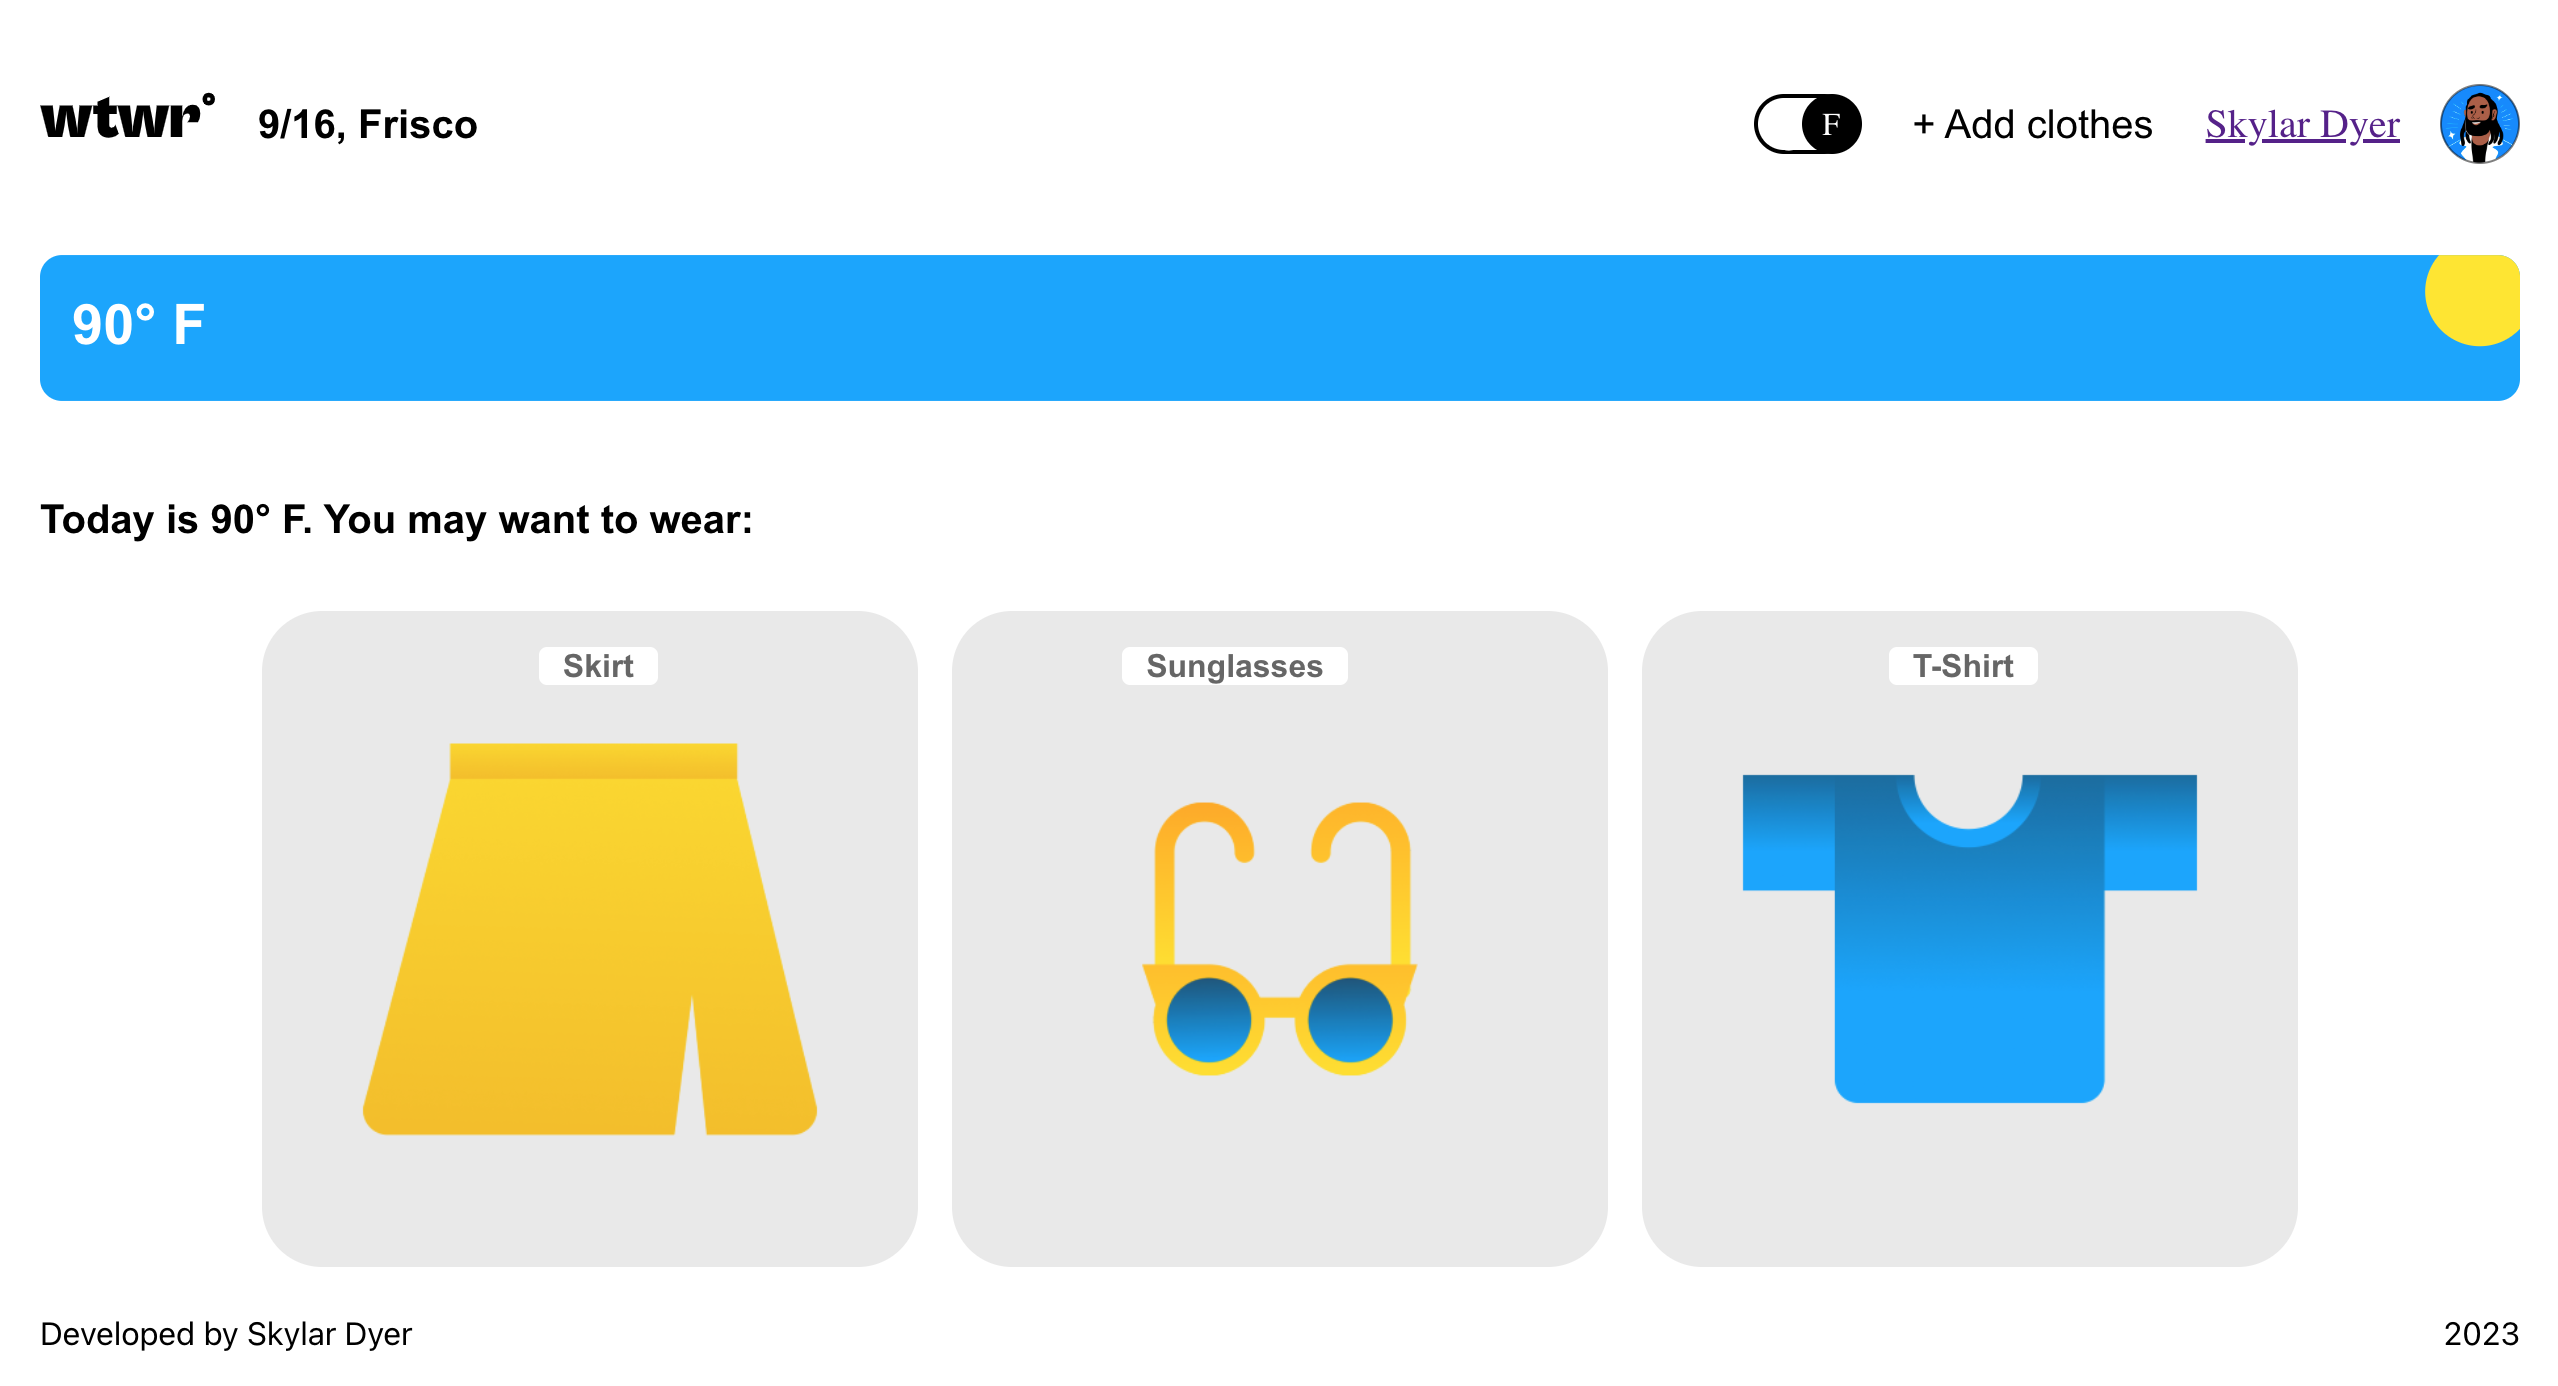 wtwr°
9/16, Frisco
F
+ Add clothes
Skylar Dyer
90° F
Today is 90° F. You may want to wear:
Skirt
Sunglasses
T-Shirt
Developed by Skylar Dyer
2023